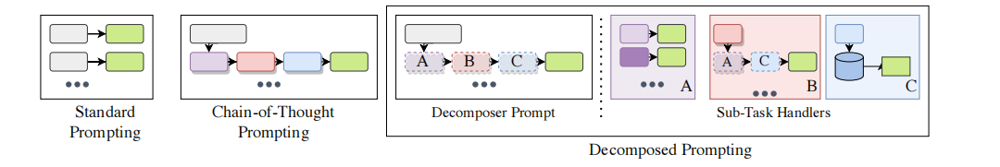 A B C
A
A C
B
C
Standard
Prompting
Chain-of-Thought
Prompting
Decomposer Prompt
Sub-Task Handlers
Decomposed Prompting